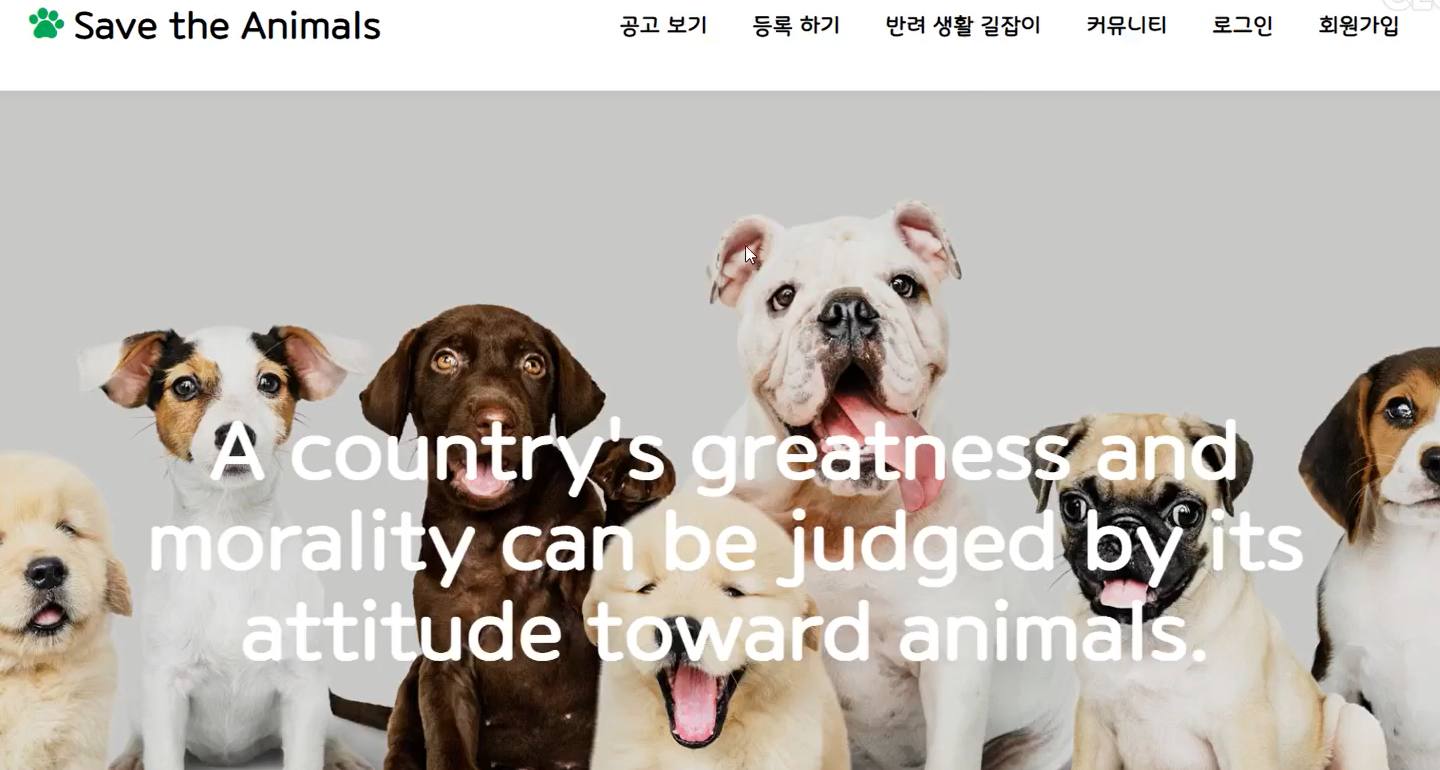 Save the Animals
공고 보기 등록 하기 반려 생활 길잡이 커뮤니티 로그인 회원가입
A country's greatness and
morality can be judged by its
attitude toward animals.